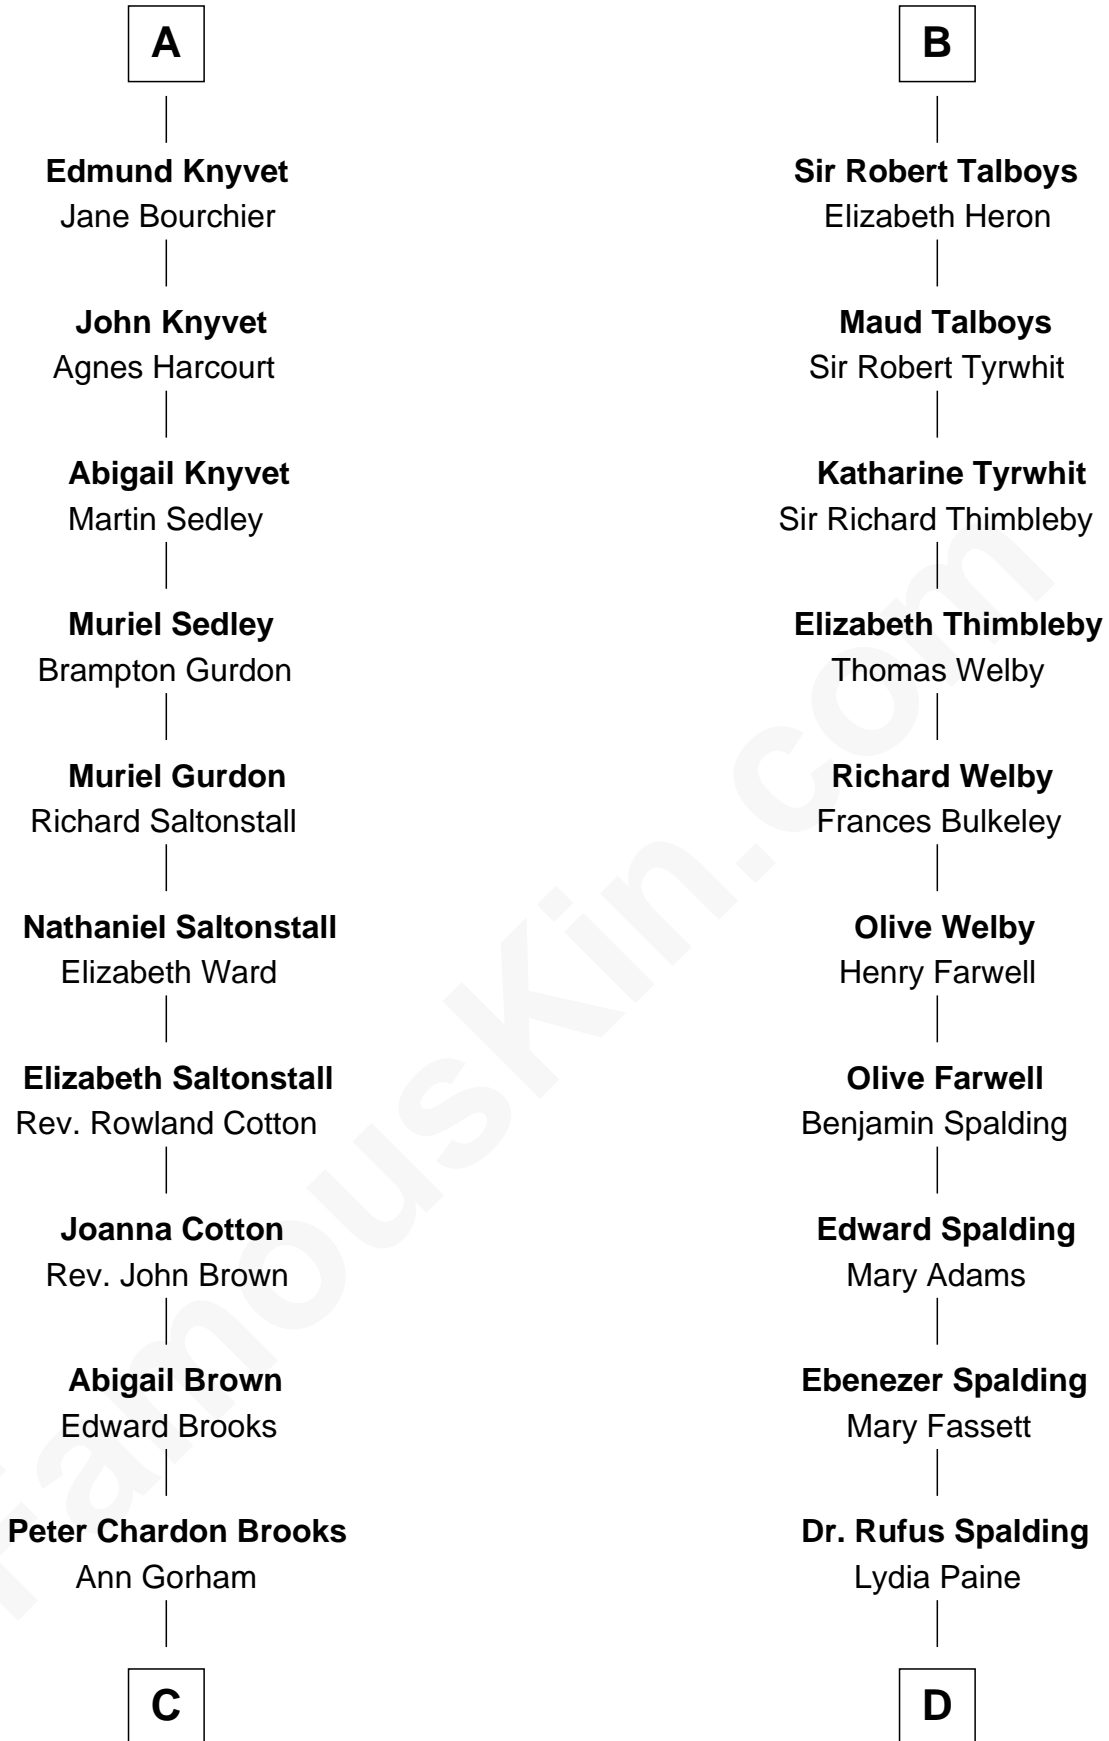 A
Edmund Knyvet
Jane Bourchier
John Knyvet
Agnes Harcourt
Abigail Knyvet
Martin Sedley
Muriel Sedley
Brampton Gurdon
Muriel Gurdon
Richard Saltonstall
Nathaniel Saltonstall
Elizabeth Ward
Elizabeth Saltonstall
Rev. Rowland Cotton
Joanna Cotton
Rev. John Brown
Abigail Brown
Edward Brooks
Peter Chardon Brooks
Ann Gorham
C
B
Sir Robert Talboys
Elizabeth Heron
Maud Talboys
Sir Robert Tyrwhit
Katharine Tyrwhit
Sir Richard Thimbleby
Elizabeth Thimbleby
Thomas Welby
Richard Welby
Frances Bulkeley
Olive Welby
Henry Farwell
Olive Farwell
Benjamin Spalding
Edward Spalding
Mary Adams
Ebenezer Spalding
Mary Fassett
Dr. Rufus Spalding
Lydia Paine
D
FamousKin.com